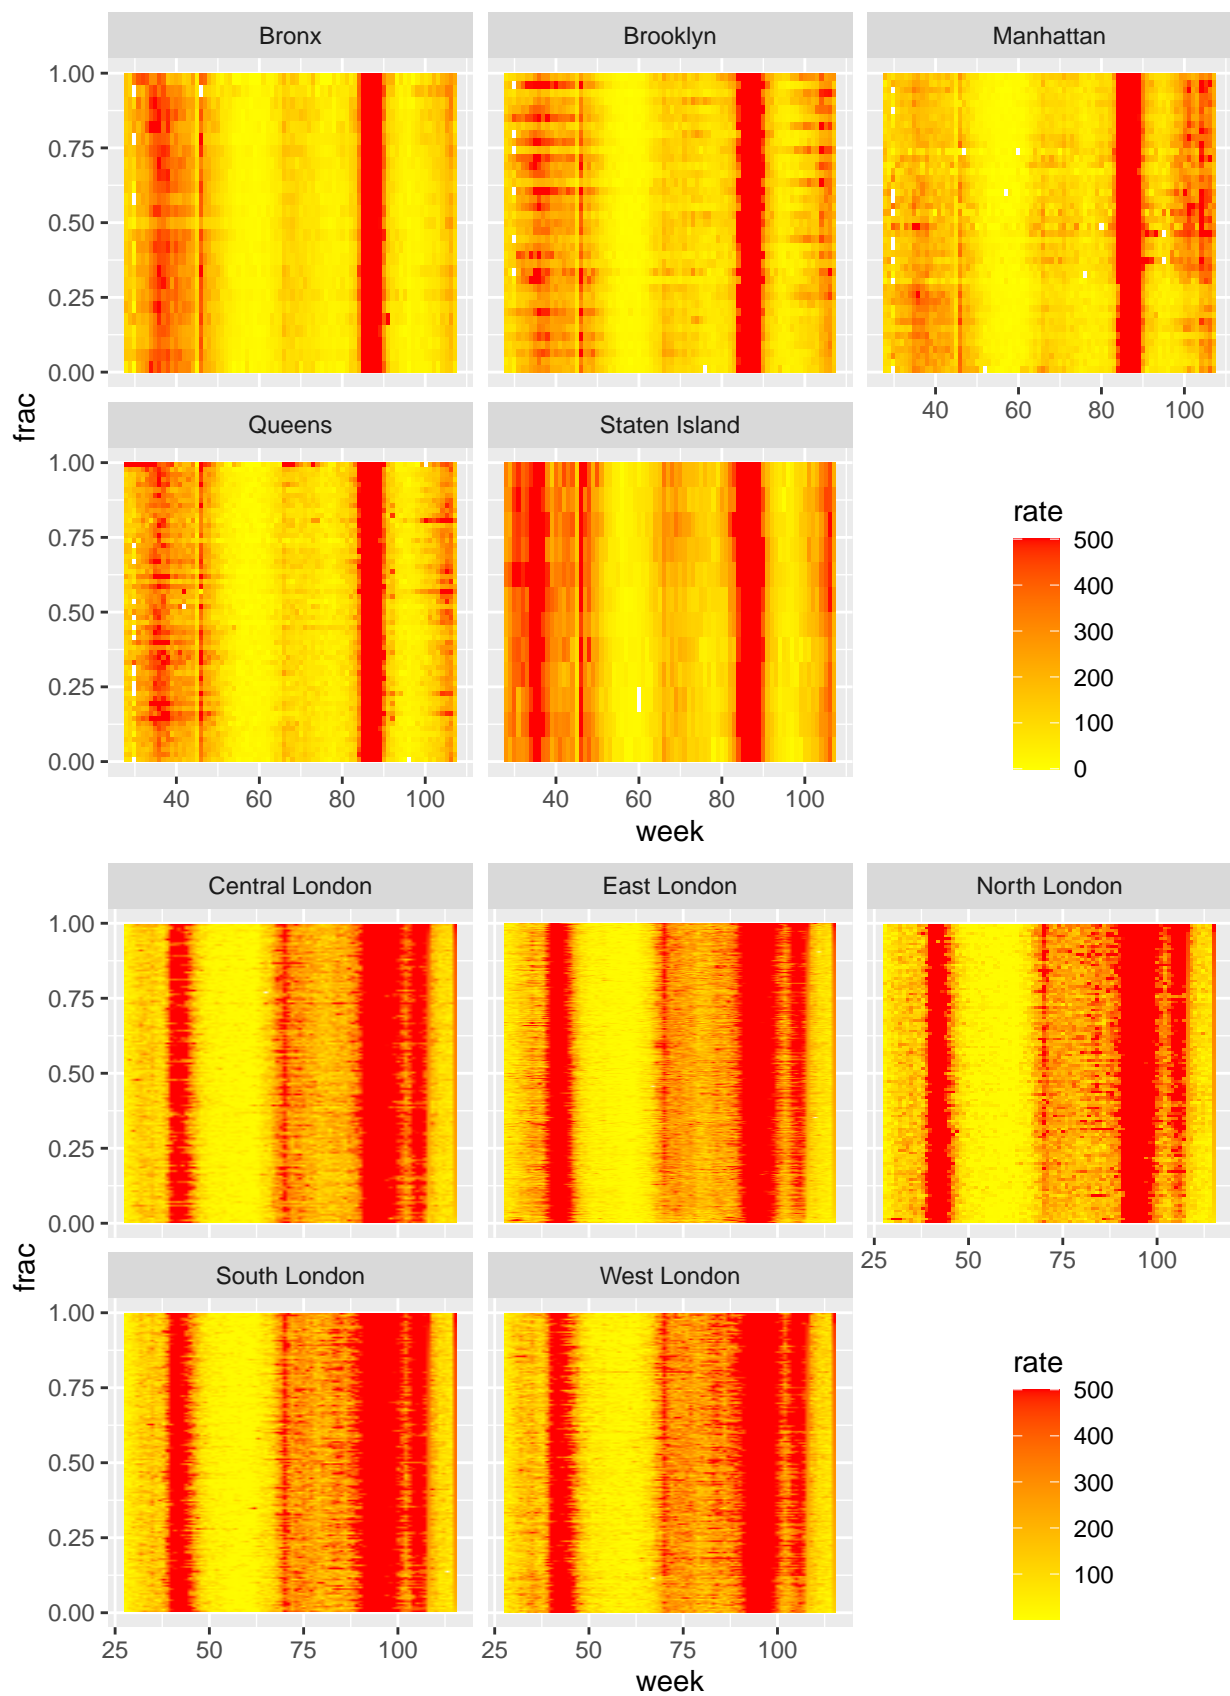 Bronx Brooklyn Manhattan
1.00
0.75
0.50
0.25
0.00
40 60 80 100
frac
Queens Staten Island
1.00
0.75
0.50
0.25
0.00
40 60 80 100 40 60 80 100
week
rate
500
400
300
200
100
0
Central London East London North London
1.00
0.75
0.50
0.25
0.00
25 50 75 100
frac
South London West London
1.00
0.75
0.50
0.25
0.00
25 50 75 100 25 50 75 100
week
rate
500
400
300
200
100